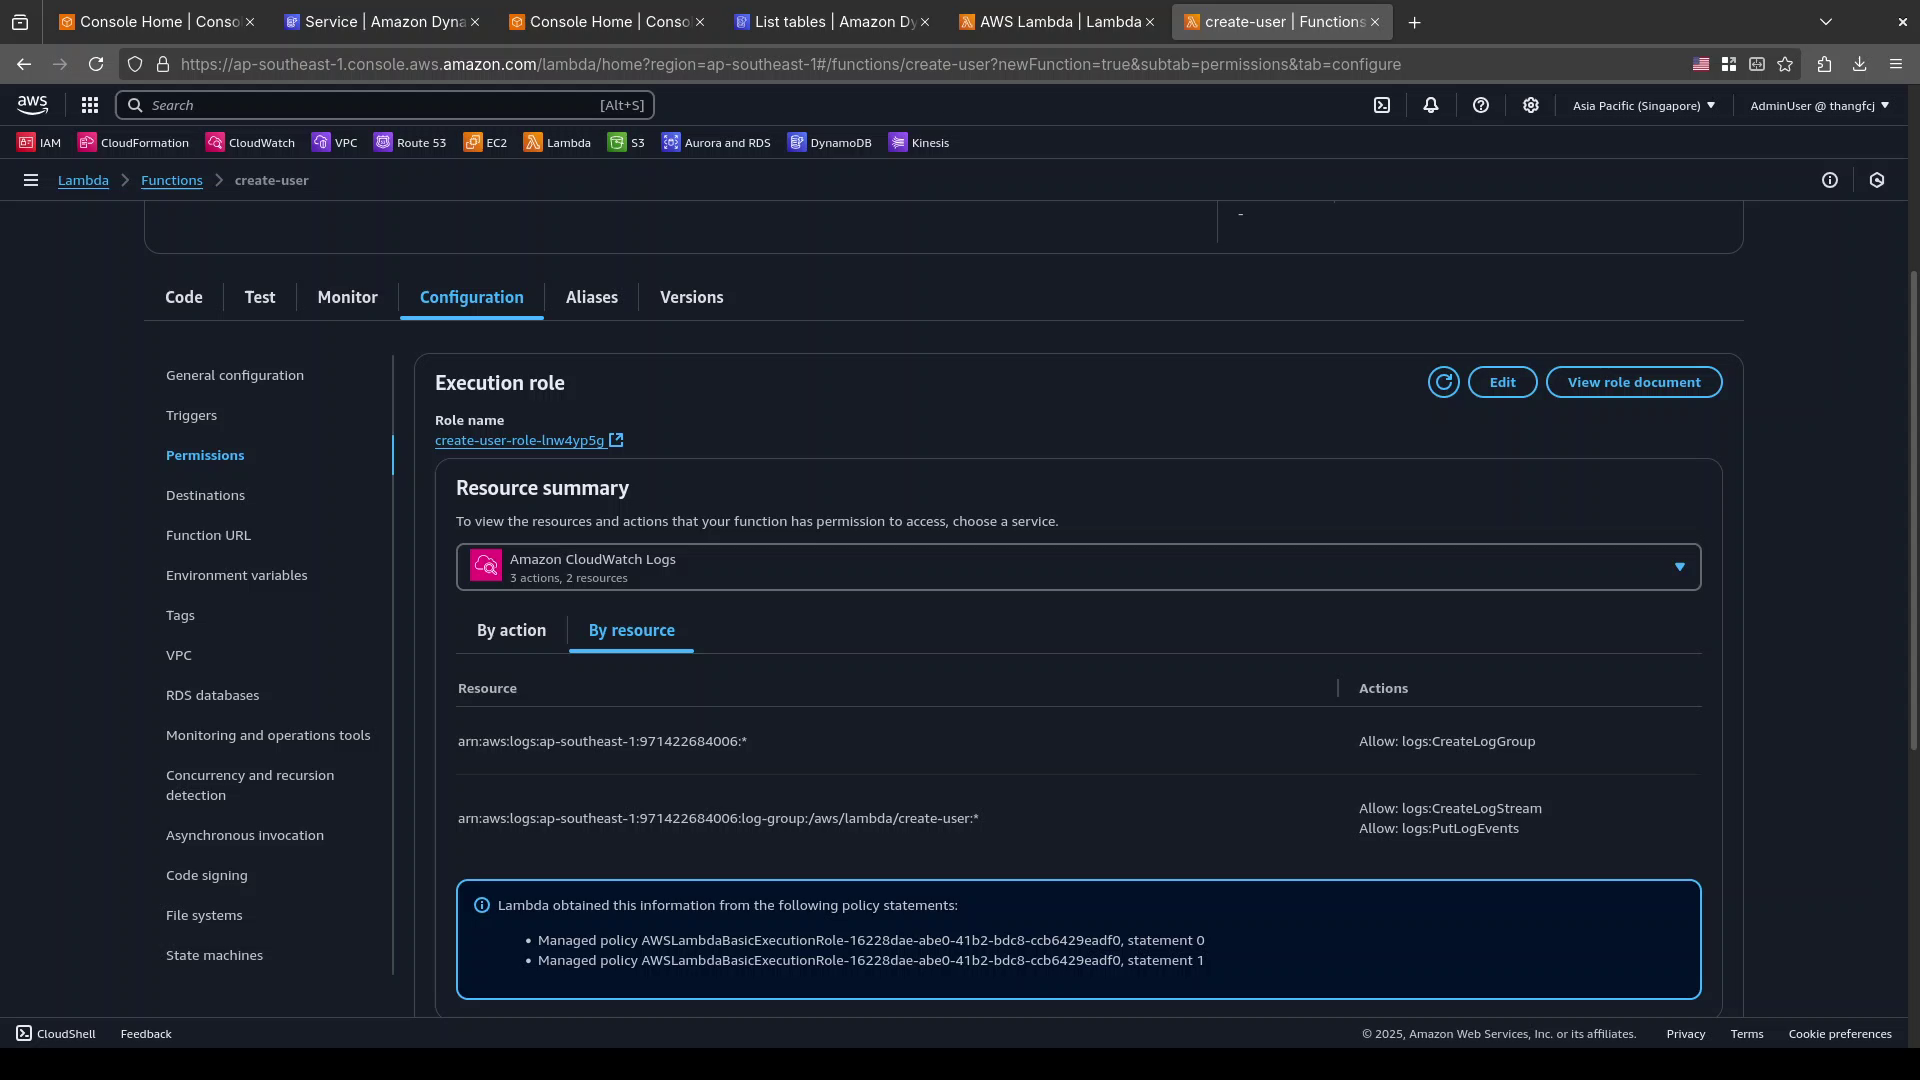 Console Home | Conso
Service | Amazon Dyna
Console Home | Conso
List tables | Amazon Dy
AWS Lambda | Lambda
create-user | Functions
https://ap-southeast-1.console.aws.amazon.com/lambda/home?region=ap-southeast-1#/functions/create-user?newFunction=true&subtab=permissions&tab=configure
aws
Search
[Alt+S]
Asia Pacific (Singapore)
AdminUser @ thangfcj
IAM
CloudFormation
CloudWatch
VPC
Route 53
EC2
Lambda
S3
Aurora and RDS
DynamoDB
Kinesis
Lambda
Functions
create-user
-
Code
Test
Monitor
Configuration
Aliases
Versions
General configuration
Triggers
Permissions
Destinations
Function URL
Environment variables
Tags
VPC
RDS databases
Monitoring and operations tools
Concurrency and recursion
detection
Asynchronous invocation
Code signing
File systems
State machines
Execution role
Edit
View role document
Role name
create-user-role-lnw4yp5g
Resource summary
To view the resources and actions that your function has permission to access, choose a service.
Amazon CloudWatch Logs
3 actions, 2 resources
By action
By resource
Resource
Actions
arn:aws:logs:ap-southeast-1:971422684006:*
Allow: logs:CreateLogGroup
arn:aws:logs:ap-southeast-1:971422684006:log-group:/aws/lambda/create-user:*
Allow: logs:CreateLogStream
Allow: logs:PutLogEvents
Lambda obtained this information from the following policy statements:
• Managed policy AWSLambdaBasicExecutionRole-16228dae-abe0-41b2-bdc8-ccb6429eadf0, statement 0
• Managed policy AWSLambdaBasicExecutionRole-16228dae-abe0-41b2-bdc8-ccb6429eadf0, statement 1
CloudShell
Feedback
© 2025, Amazon Web Services, Inc. or its affiliates.
Privacy
Terms
Cookie preferences